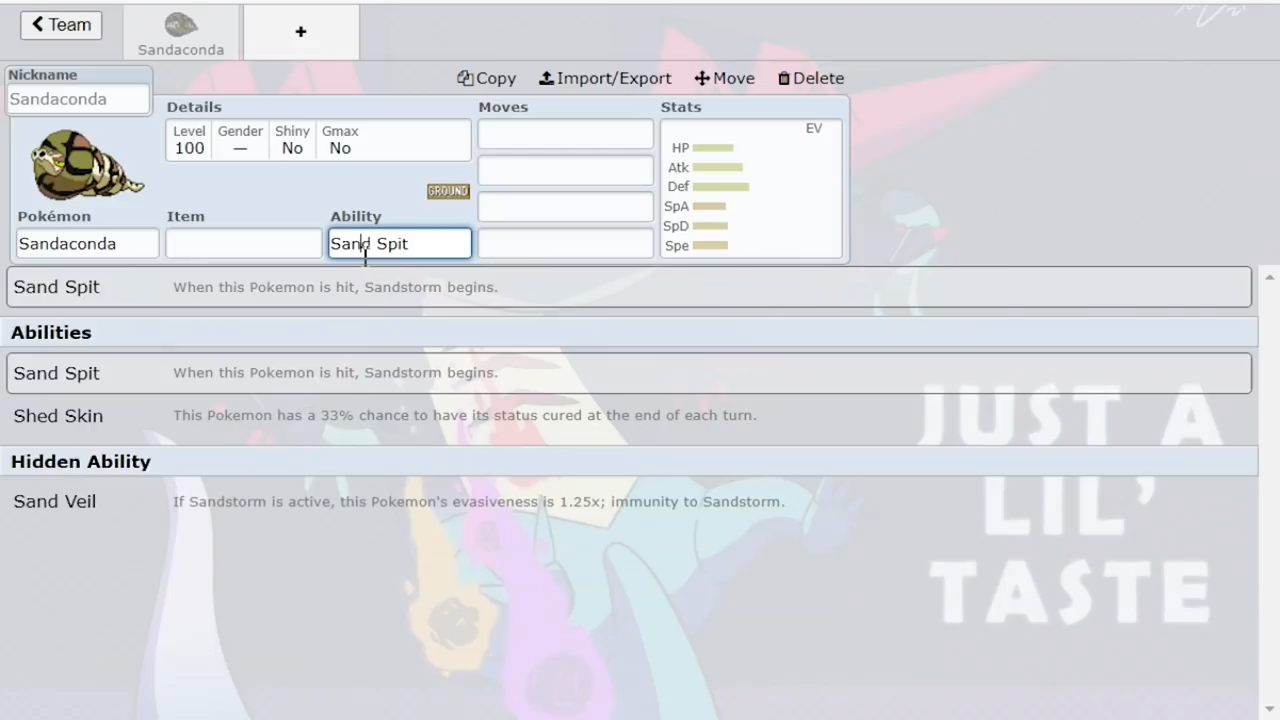 Team
Sandaconda
+
Nickname
Sandaconda
Copy
Import/Export
Move
Delete
Details
Moves
Stats
Level
Gender
Shiny
Gmax
100
—
No
No
EV
HP
Atk
Def
SpA
SpD
Spe
GROUND
Pokémon
Item
Ability
Sandaconda
Sand Spit
Sand Spit When this Pokemon is hit, Sandstorm begins.
Abilities
Sand Spit When this Pokemon is hit, Sandstorm begins.
Shed Skin This Pokemon has a 33% chance to have its status cured at the end of each turn.
Hidden Ability
Sand Veil If Sandstorm is active, this Pokemon's evasiveness is 1.25x; immunity to Sandstorm.
JUST A
LIL'
TASTE